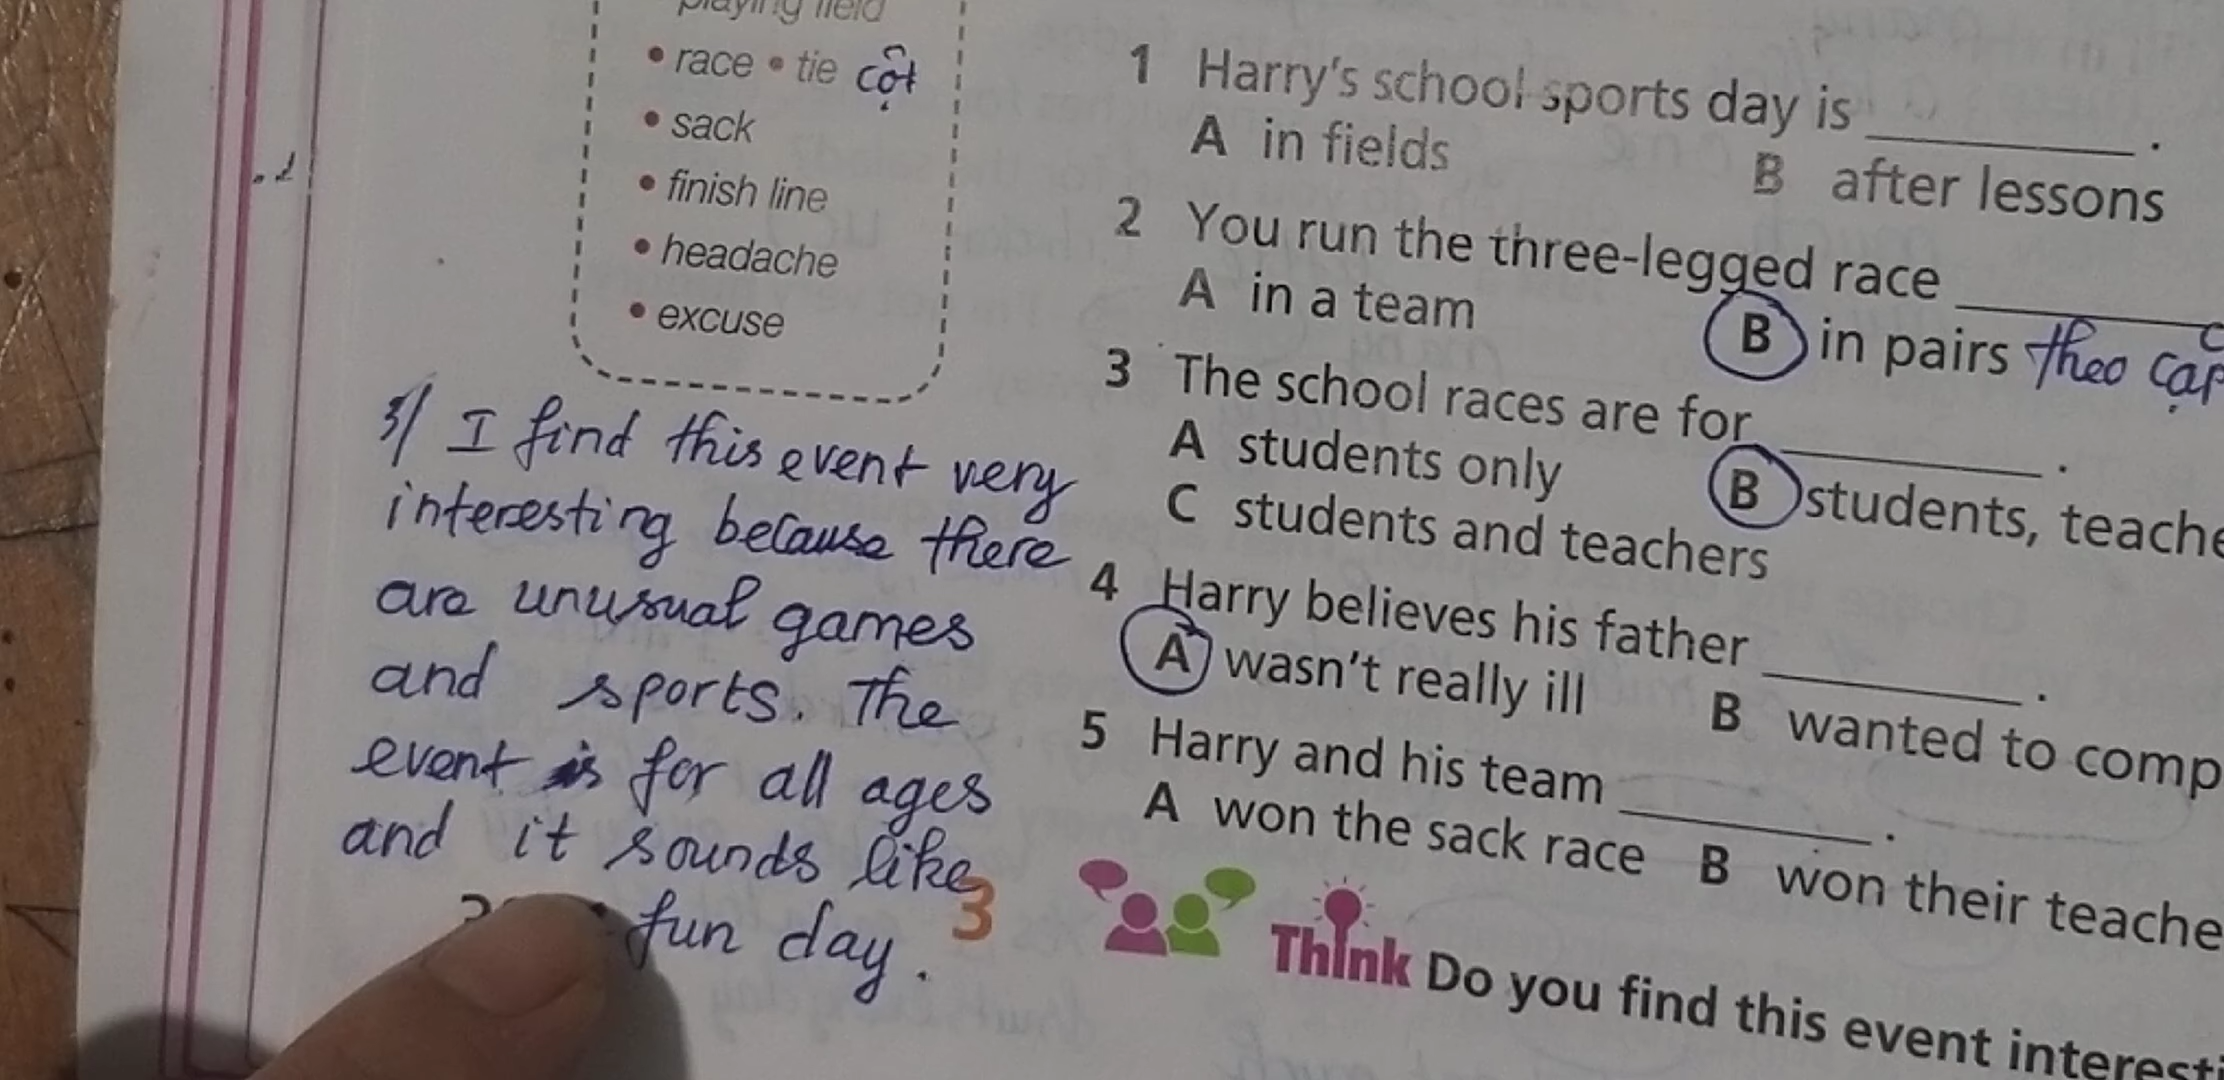 playing field
• race • tie cột
• sack
• finish line
• headache
• excuse
3/ I find this event very
interesting because there
are unusual games
and sports. The
event is for all ages
and it sounds like
fun day.
1 Harry's school sports day is ________.
A in fields B after lessons
2 You run the three-legged race ________
A in a team B in pairs theo cặp
3 The school races are for ________.
A students only B students, teache
C students and teachers
4 Harry believes his father ________.
A wasn't really ill B wanted to comp
5 Harry and his team ________.
A won the sack race B won their teache
3 Think Do you find this event interesti